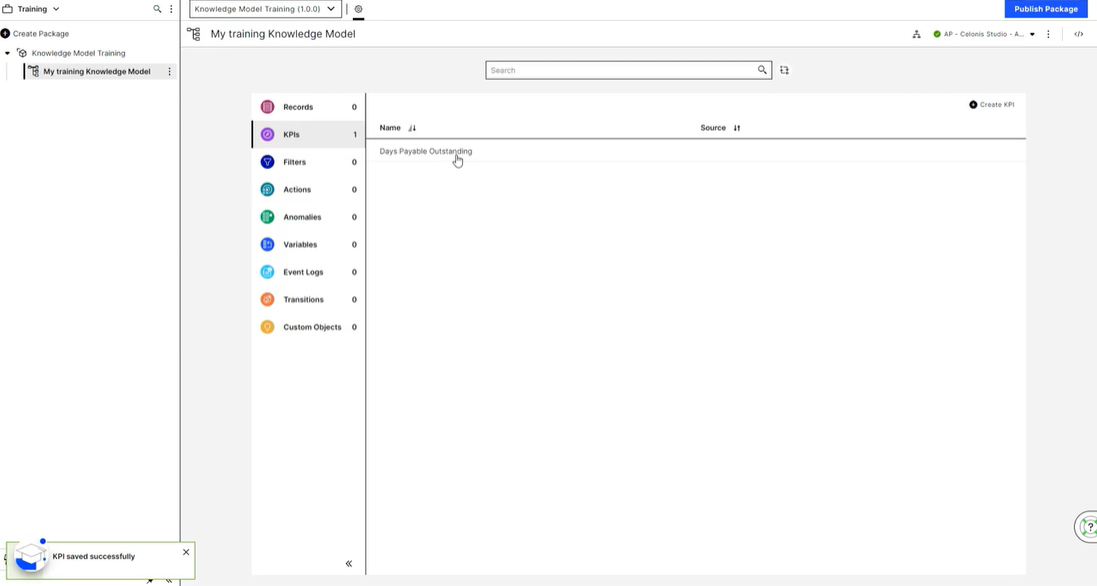 Training
Knowledge Model Training (1.0.0)
Publish Package
Create Package
My training Knowledge Model
AP - Celonis Studio - A...
Knowledge Model Training
My training Knowledge Model
Search
Records 0
Create KPI
KPIs 1
Name
Source
Days Payable Outstanding
Filters 0
Actions 0
Anomalies 0
Variables 0
Event Logs 0
Transitions 0
Custom Objects 0
KPI saved successfully